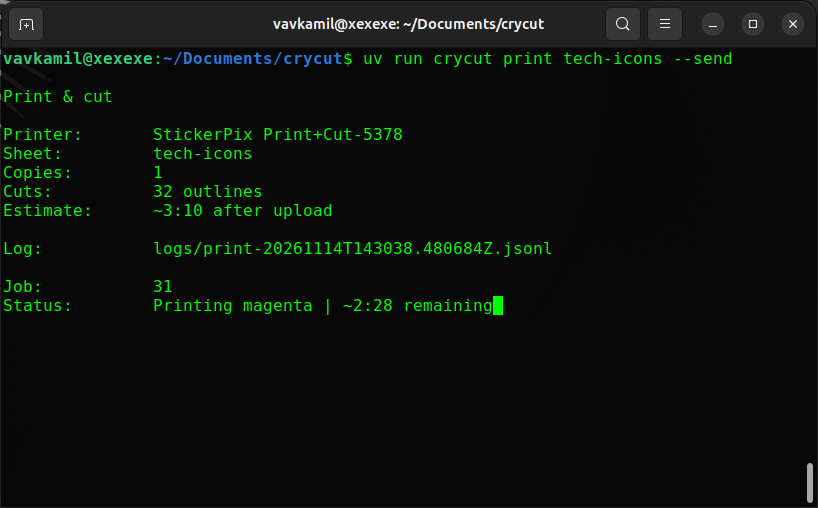 vavkamil@xexexe: ~/Documents/crycut
vavkamil@xexexe:~/Documents/crycut$ uv run crycut print tech-icons --send
Print & cut
Printer: StickerPix Print+Cut-5378
Sheet: tech-icons
Copies: 1
Cuts: 32 outlines
Estimate: ~3:10 after upload
Log: logs/print-20261114T143038.480684Z.jsonl
Job: 31
Status: Printing magenta | ~2:28 remaining